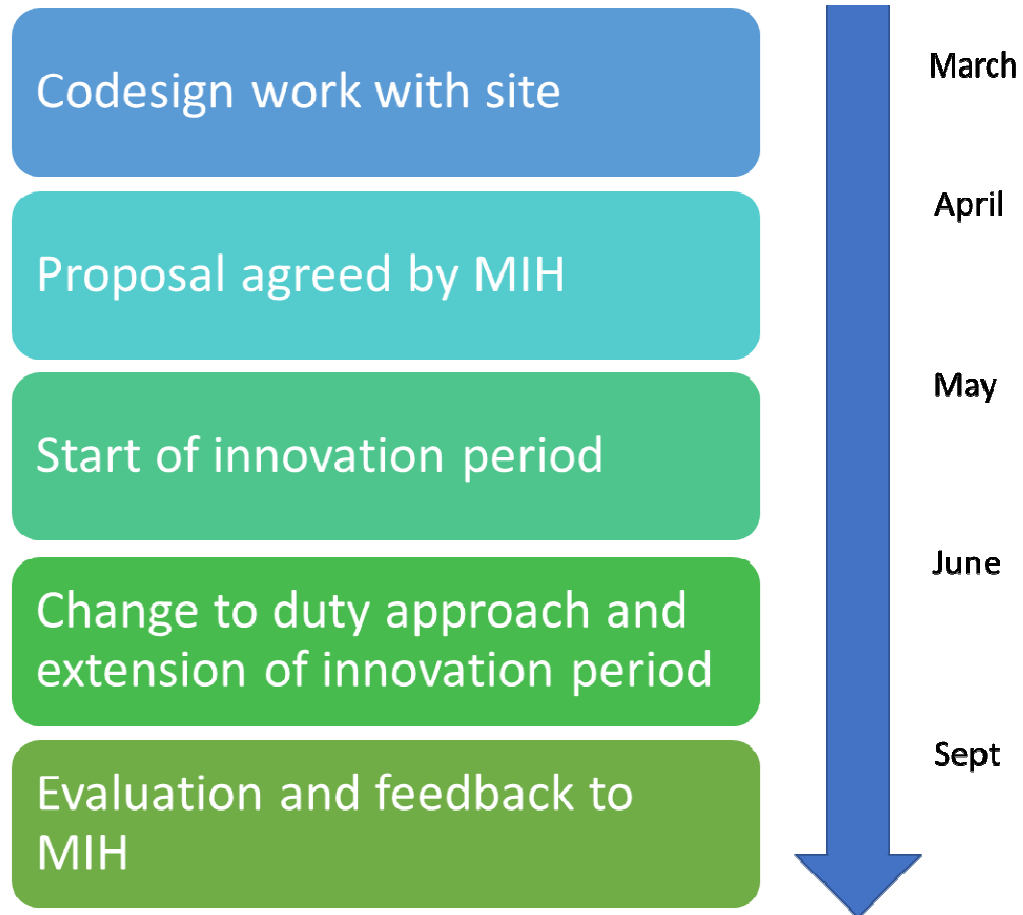 Codesign work with site
March
April
Proposal agreed by MIH
May
Start of innovation period
June
Change to duty approach and
extension of innovation period
Sept
Evaluation and feedback to
MIH